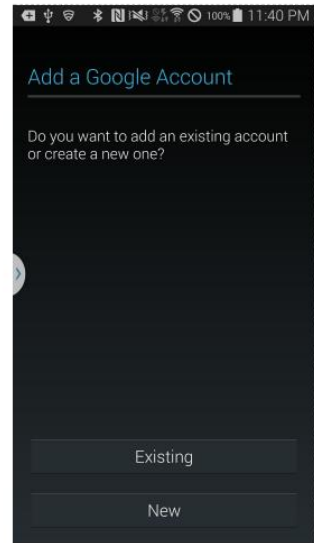 100% 11:40 PM
Add a Google Account
Do you want to add an existing account
or create a new one?
Existing
New